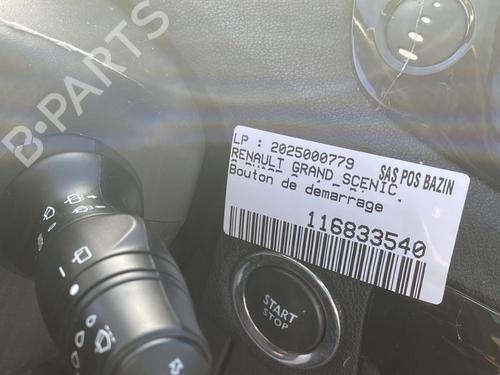 B-PARTS
LP : 2025000779
SAS POS BAZIN
RENAULT GRAND SCENIC
Bouton de demarrage
116833540
START
STOP